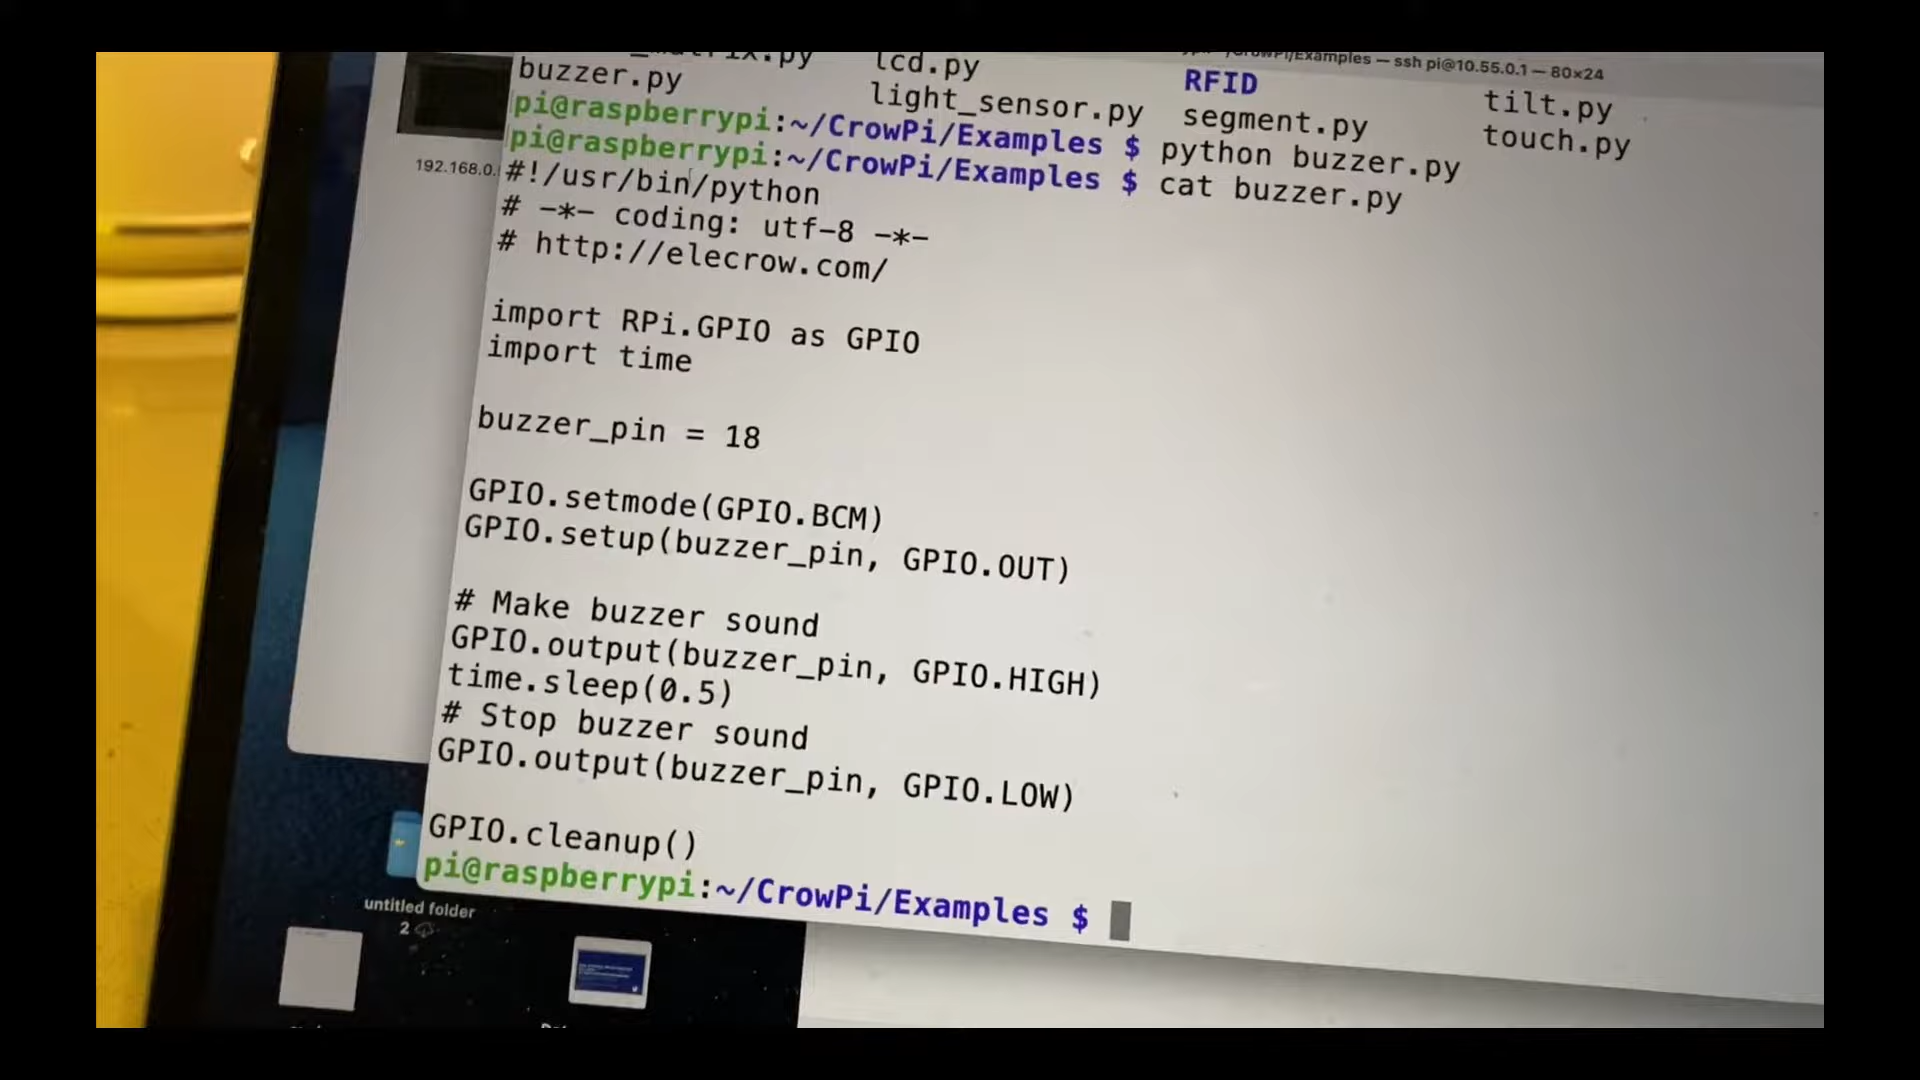 CrowPi/Examples — ssh pi@10.55.0.1 — 80×24
_matrix.py lcd.py RFID tilt.py
buzzer.py light_sensor.py segment.py touch.py
pi@raspberrypi:~/CrowPi/Examples $ python buzzer.py
pi@raspberrypi:~/CrowPi/Examples $ cat buzzer.py
#!/usr/bin/python
# -*- coding: utf-8 -*-
# http://elecrow.com/
import RPi.GPIO as GPIO
import time
buzzer_pin = 18
GPIO.setmode(GPIO.BCM)
GPIO.setup(buzzer_pin, GPIO.OUT)
# Make buzzer sound
GPIO.output(buzzer_pin, GPIO.HIGH)
time.sleep(0.5)
# Stop buzzer sound
GPIO.output(buzzer_pin, GPIO.LOW)
GPIO.cleanup()
pi@raspberrypi:~/CrowPi/Examples $
192.168.0.
untitled folder
2